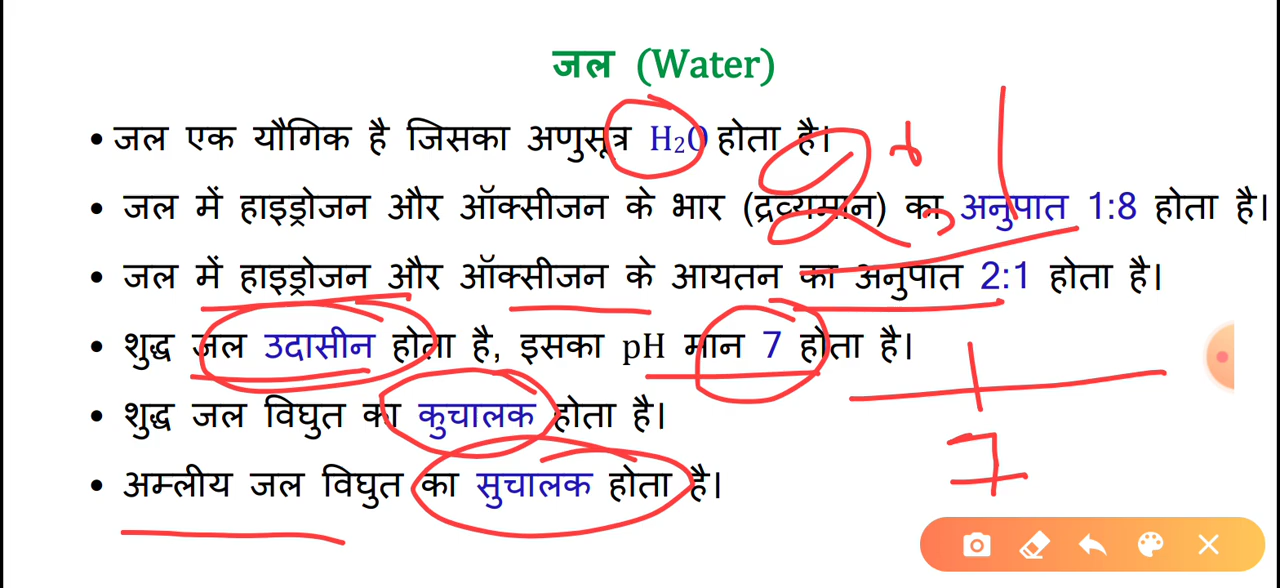 जल (Water)
• जल एक यौगिक है जिसका अणुसूत्र H₂O होता है।
• जल में हाइड्रोजन और ऑक्सीजन के भार (द्रव्यमान) का अनुपात 1:8 होता है।
• जल में हाइड्रोजन और ऑक्सीजन के आयतन का अनुपात 2:1 होता है।
• शुद्ध जल उदासीन होता है, इसका pH मान 7 होता है।
• शुद्ध जल विघुत का कुचालक होता है।
• अम्लीय जल विघुत का सुचालक होता है।
7